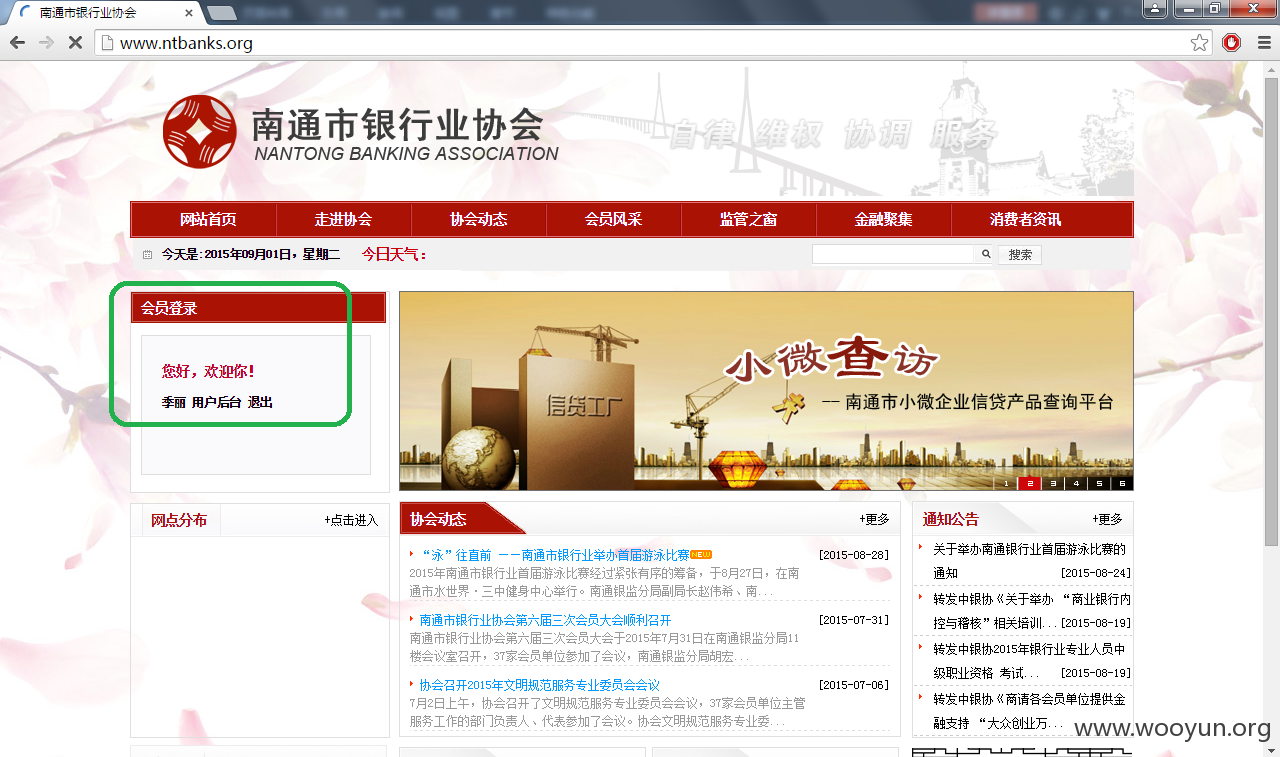 南通市银行业协会
www.ntbanks.org
南通市银行业协会
NANTONG BANKING ASSOCIATION
自律 维权 协调 服务
网站首页 走进协会 协会动态 会员风采 监管之窗 金融聚集 消费者资讯
今天是:2015年09月01日，星期二 今日天气：
搜索
会员登录
您好，欢迎你！
季丽 用户后台 退出
小微查访
信贷工厂
—— 南通市小微企业信贷产品查询平台
1 2 3 4 5 6
网点分布 +点击进入
协会动态 +更多
“泳”往直前 －－南通市银行业举办首届游泳比赛 NEW [2015-08-28]
2015年南通市银行业首届游泳比赛经过紧张有序的筹备，于8月27日，在南
通市水世界·三中健身中心举行。南通银监分局副局长赵伟希、南...
南通市银行业协会第六届三次会员大会顺利召开 [2015-07-31]
南通市银行业协会第六届三次会员大会于2015年7月31日在南通银监分局11
楼会议室召开，37家会员单位参加了会议，南通银监分局胡宏...
协会召开2015年文明规范服务专业委员会会议 [2015-07-06]
7月2日上午，协会召开了文明规范服务专业委员会会议，37家会员单位主管
服务工作的部门负责人、代表参加了会议。协会文明规范服务专业委...
通知公告 +更多
关于举办南通银行业首届游泳比赛的
通知 [2015-08-24]
转发中银协《关于举办 “商业银行内
控与稽核”相关培训... [2015-08-19]
转发中银协2015年银行业专业人员中
级职业资格 考试... [2015-08-19]
转发中银协《南请各会员单位提供金
融支持 “大众创业万...
www.wooyun.org